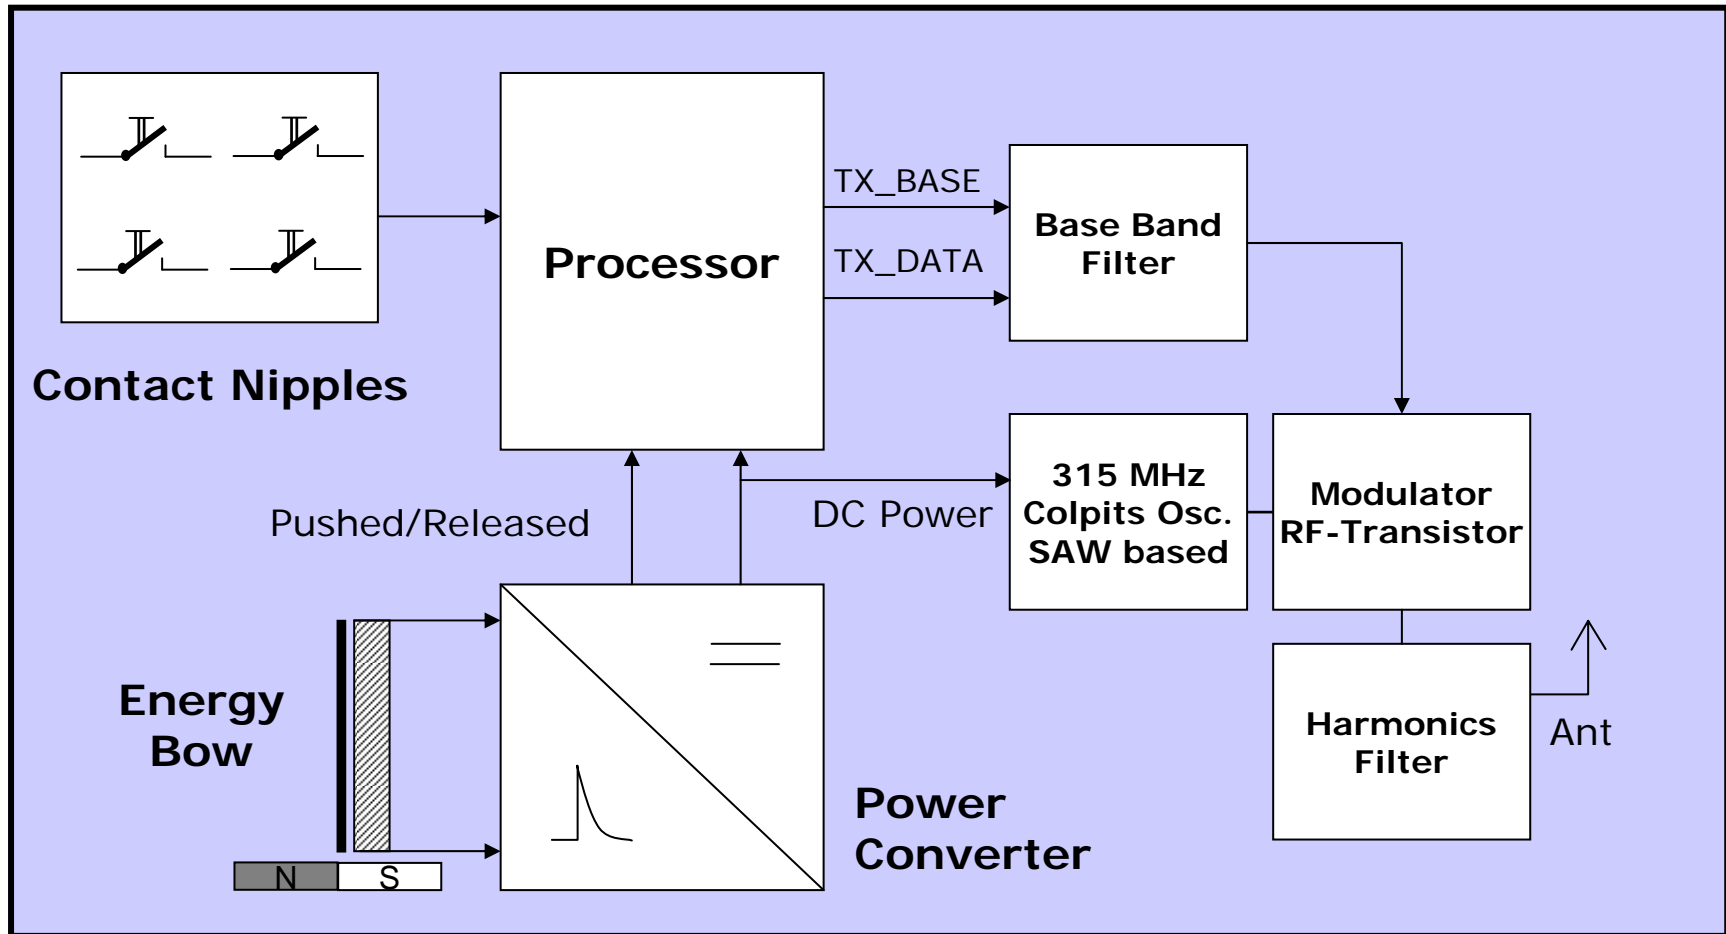 Contact Nipples
Processor
TX_BASE
TX_DATA
Base Band
Filter
Pushed/Released
DC Power
315 MHz
Colpits Osc.
SAW based
Modulator
RF-Transistor
Energy
Bow
N
S
Power
Converter
Harmonics
Filter
Ant